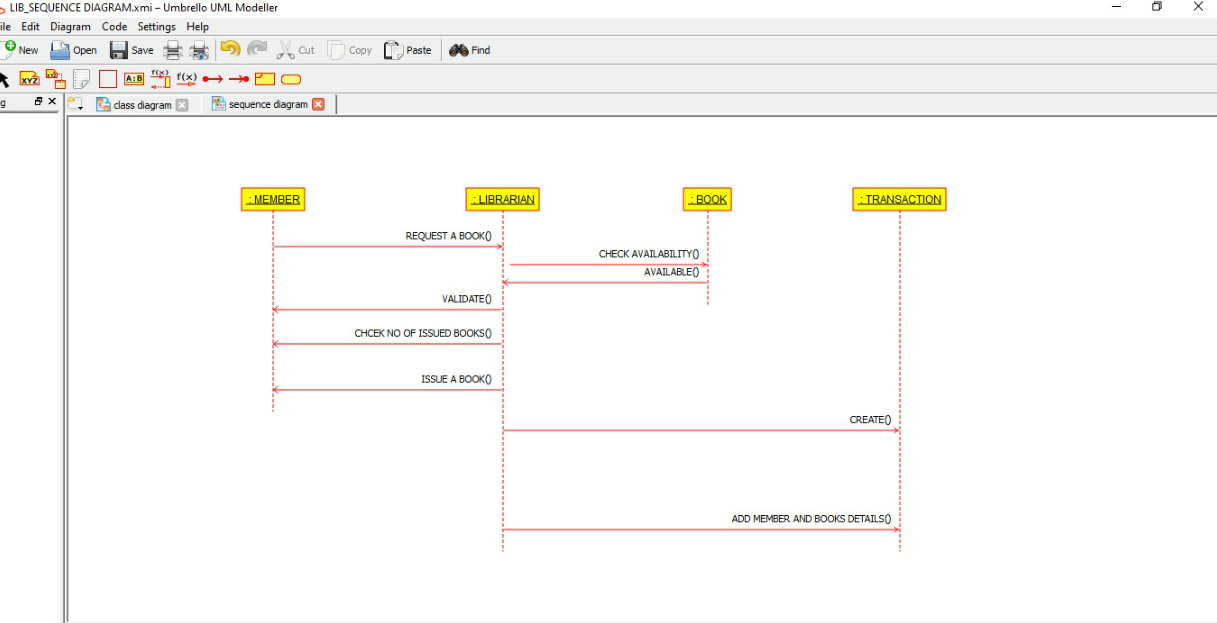 LIB_SEQUENCE DIAGRAM.xmi – Umbrello UML Modeller
ile Edit Diagram Code Settings Help
New Open Save Cut Copy Paste Find
XYZ A:B f(x) f(x)
g class diagram sequence diagram
: MEMBER : LIBRARIAN : BOOK : TRANSACTION
REQUEST A BOOK()
CHECK AVAILABILITY()
AVAILABLE()
VALIDATE()
CHCEK NO OF ISSUED BOOKS()
ISSUE A BOOK()
CREATE()
ADD MEMBER AND BOOKS DETAILS()